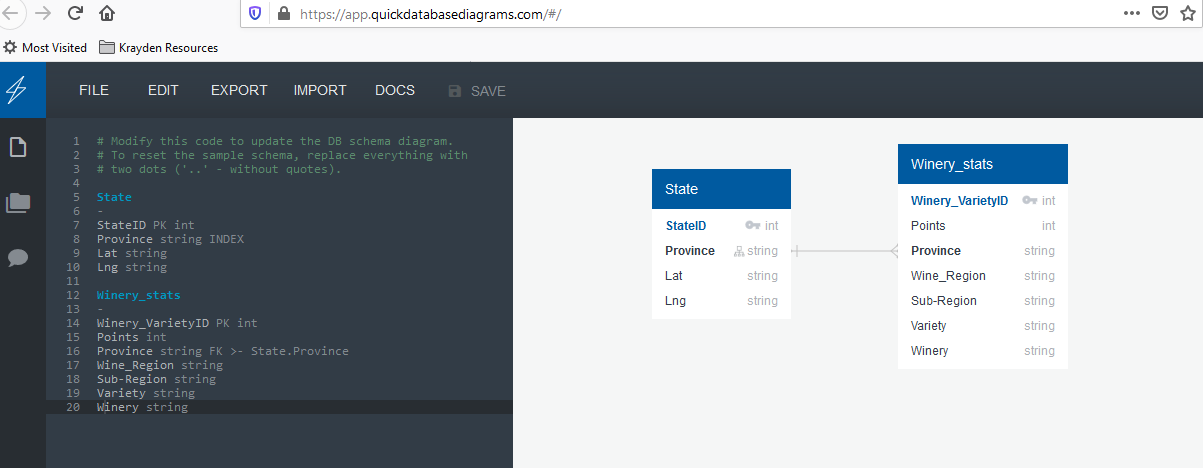 https://app.quickdatabasediagrams.com/#/
Most Visited Krayden Resources
FILE EDIT EXPORT IMPORT DOCS SAVE
1 # Modify this code to update the DB schema diagram.
2 # To reset the sample schema, replace everything with
3 # two dots ('..' - without quotes).
4
5 State
6 -
7 StateID PK int
8 Province string INDEX
9 Lat string
10 Lng string
11
12 Winery_stats
13 -
14 Winery_VarietyID PK int
15 Points int
16 Province string FK >- State.Province
17 Wine_Region string
18 Sub-Region string
19 Variety string
20 Winery string
State
StateID int
Province string
Lat string
Lng string
Winery_stats
Winery_VarietyID int
Points int
Province string
Wine_Region string
Sub-Region string
Variety string
Winery string